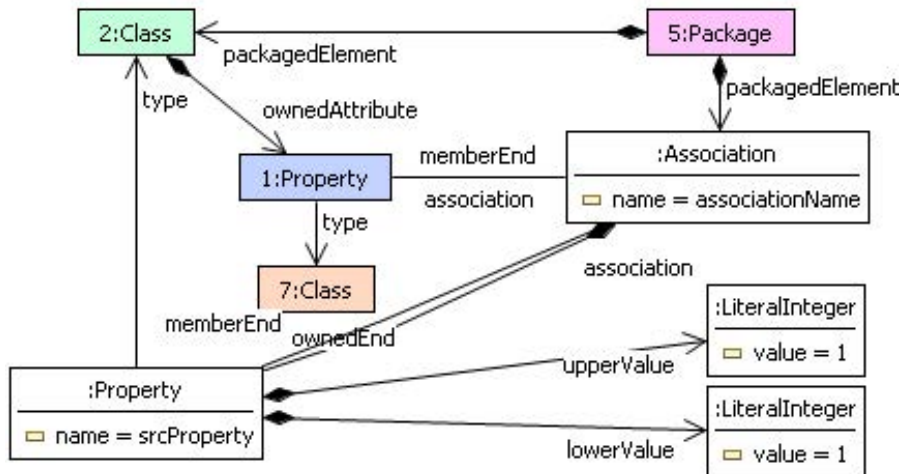 2:Class
5:Package
packagedElement
packagedElement
type
ownedAttribute
1:Property
memberEnd
association
:Association
name = associationName
type
7:Class
association
memberEnd
ownedEnd
:LiteralInteger
value = 1
upperValue
:Property
name = srcProperty
:LiteralInteger
value = 1
lowerValue